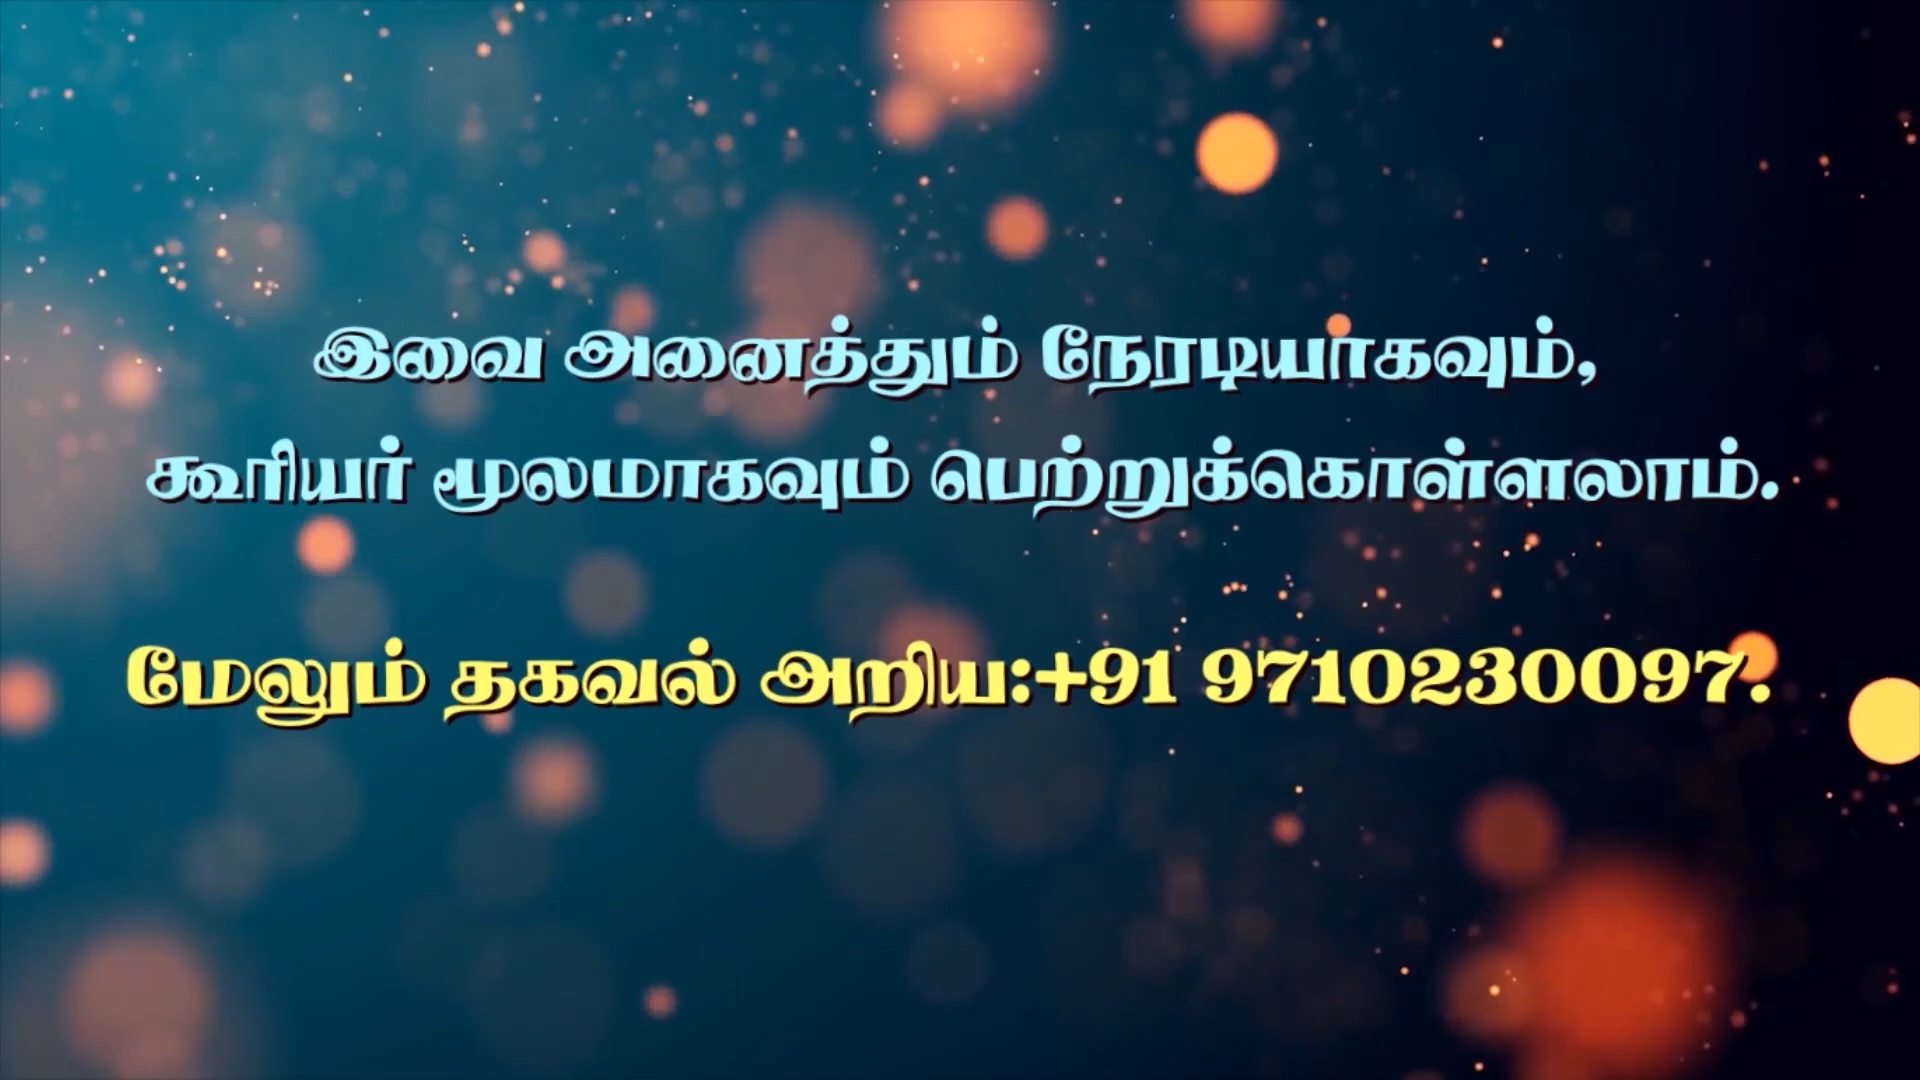 இவை அனைத்தும் நேரடியாகவும்,
கூரியர் மூலமாகவும் பெற்றுக்கொள்ளலாம்.
மேலும் தகவல் அறிய:+91 9710230097.